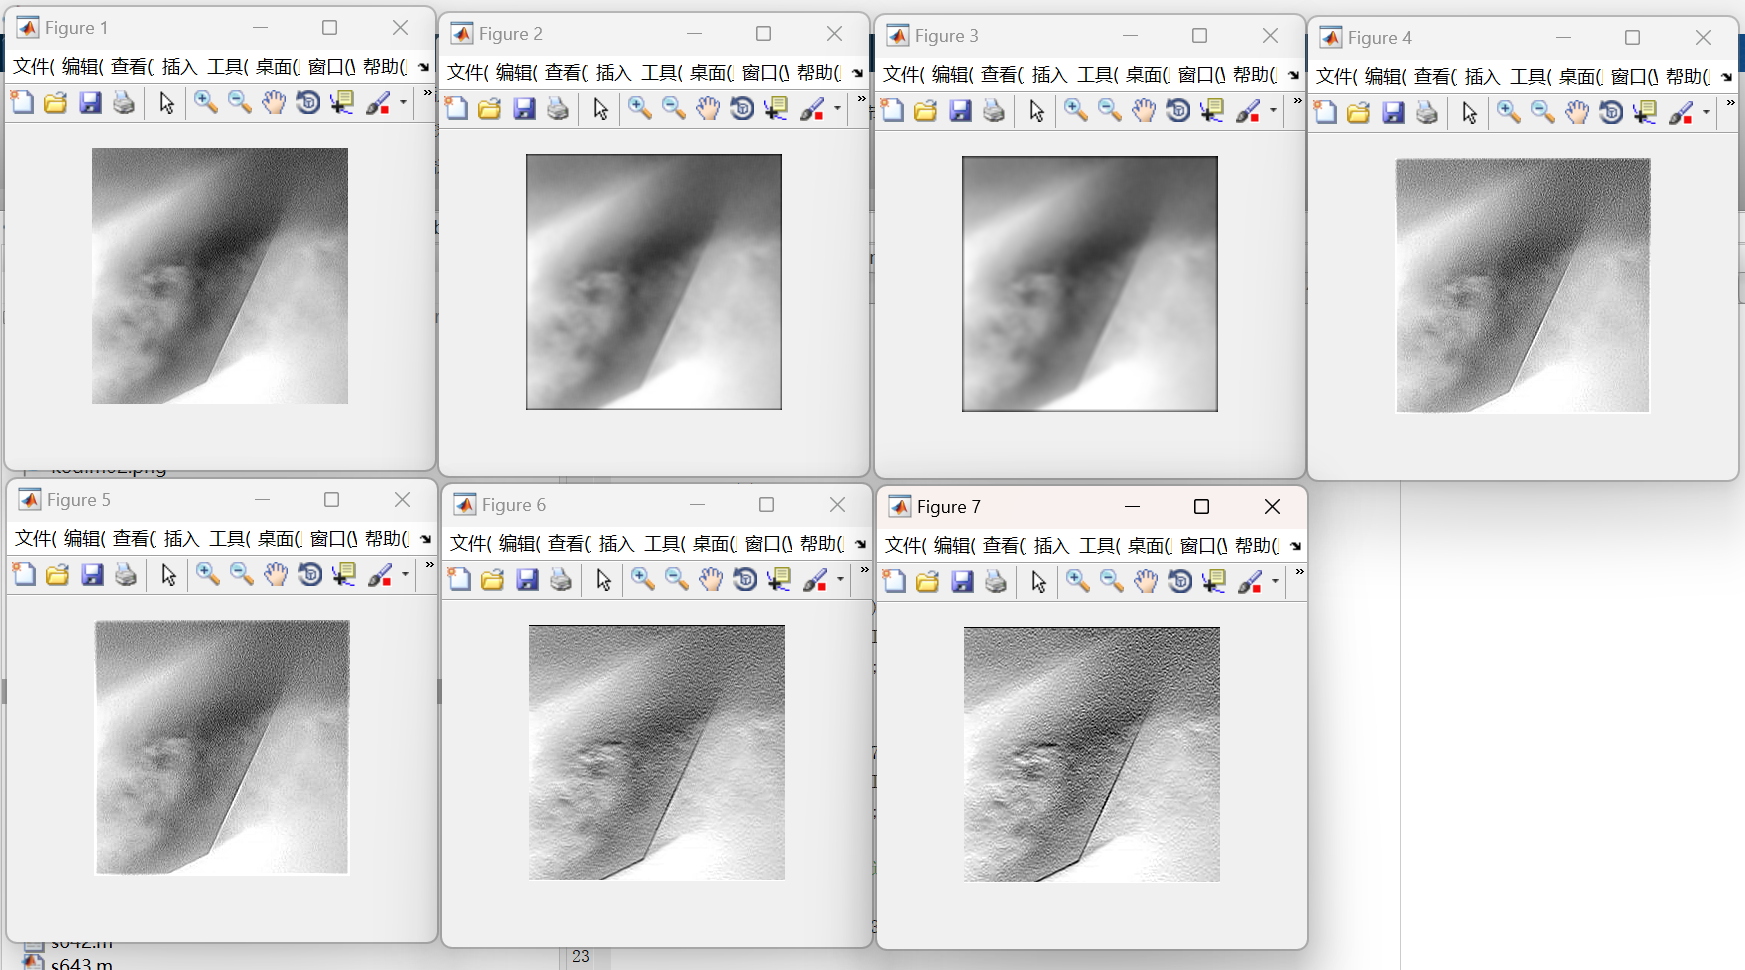 Figure 1
文件( 编辑( 查看( 插入 工具( 桌面( 窗口(\ 帮助(
Figure 2
文件( 编辑( 查看( 插入 工具( 桌面( 窗口(\ 帮助(
Figure 3
文件( 编辑( 查看( 插入 工具( 桌面( 窗口(\ 帮助(
Figure 4
文件( 编辑( 查看( 插入 工具( 桌面( 窗口(\ 帮助(
Figure 5
文件( 编辑( 查看( 插入 工具( 桌面( 窗口(\ 帮助(
Figure 6
文件( 编辑( 查看( 插入 工具( 桌面( 窗口(\ 帮助(
Figure 7
文件( 编辑( 查看( 插入 工具( 桌面( 窗口(\ 帮助(
s642.m
s643.m
23